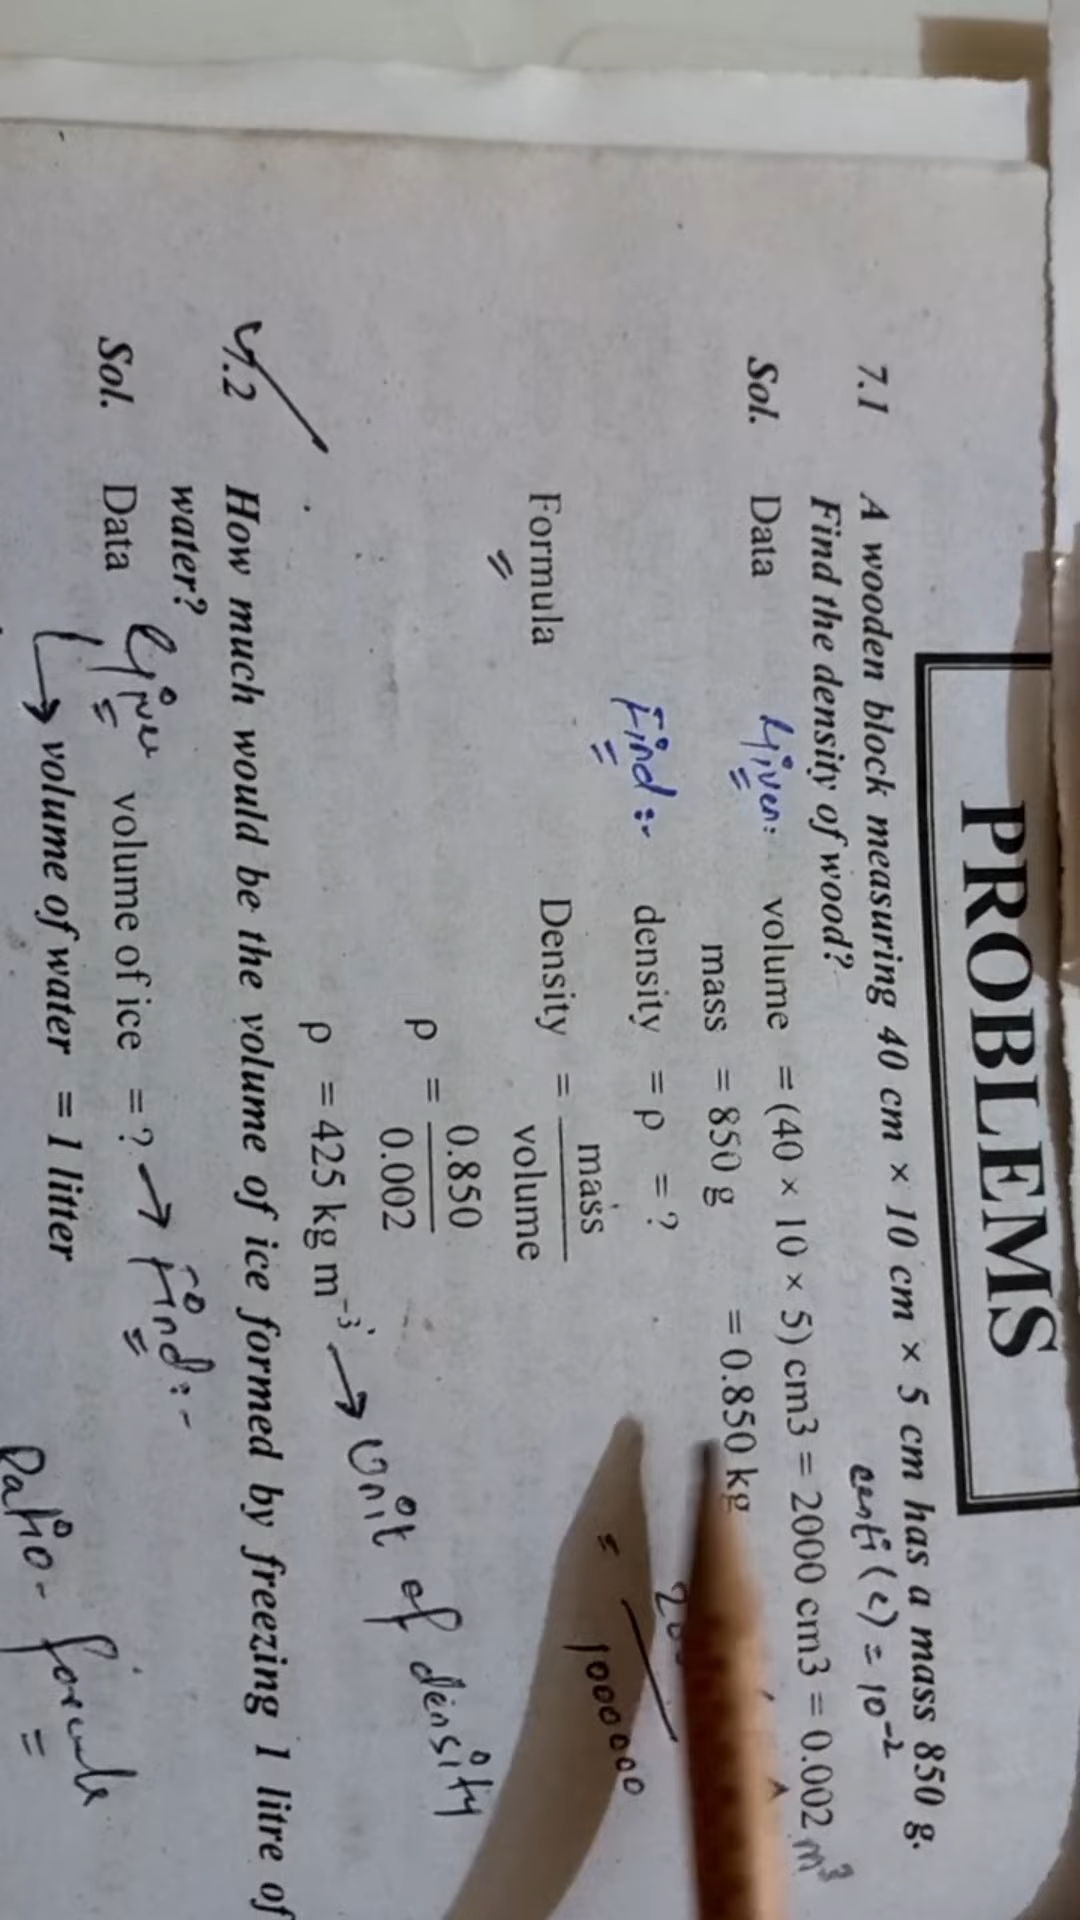 PROBLEMS
7.1 A wooden block measuring 40 cm × 10 cm × 5 cm has a mass 850 g.
Find the density of wood?
centi (c) = 10⁻²
Sol. Data Given: volume = (40 × 10 × 5) cm3 = 2000 cm3 = 0.002 m³
mass = 850 g = 0.850 kg
Find :- density = ρ = ?
= 1000000
Formula Density = mass / volume
ρ = 0.850 / 0.002
ρ = 425 kg m⁻³ → Unit of density
7.2 How much would be the volume of ice formed by freezing 1 litre of
water?
Sol. Data Given volume of ice = ? → Find :-
→ volume of water = 1 litter
Ratio -